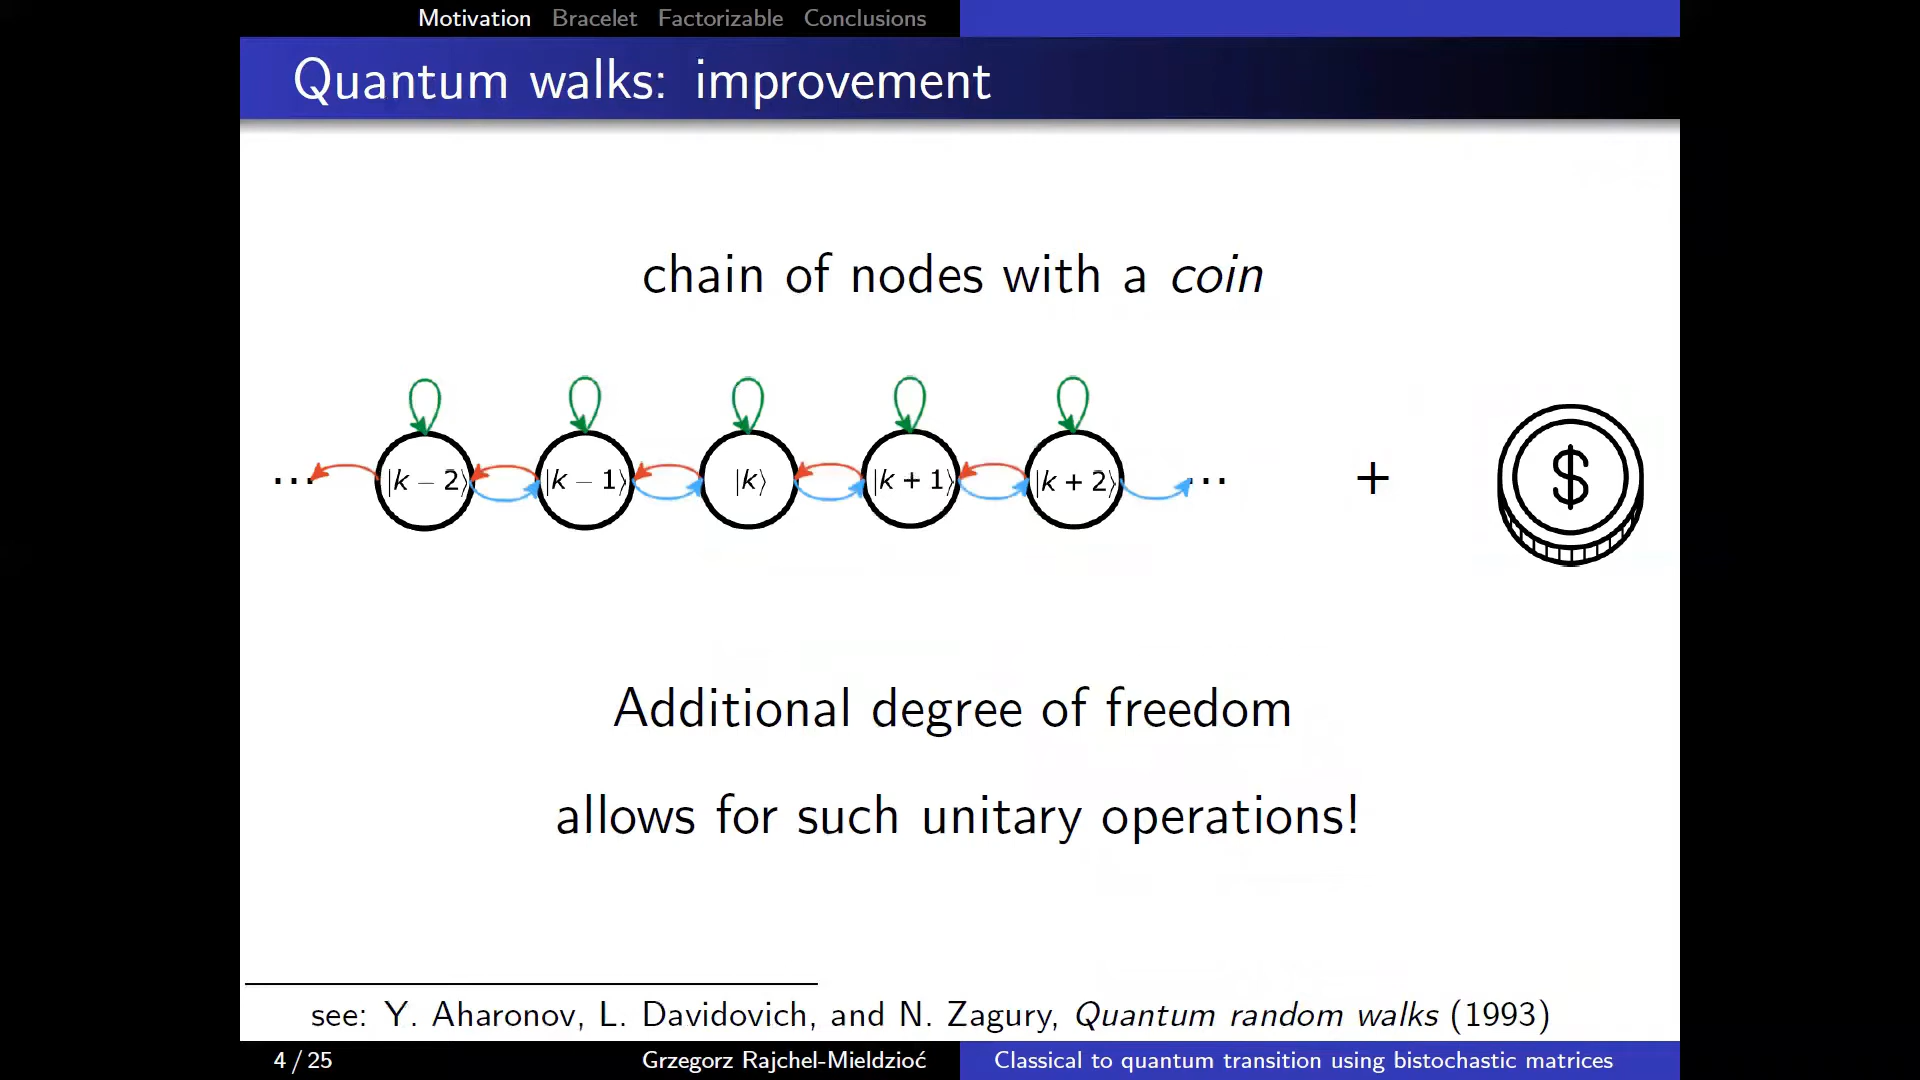 Motivation Bracelet Factorizable Conclusions
Quantum walks: improvement
chain of nodes with a coin
... |k − 2⟩ |k − 1⟩ |k⟩ |k + 1⟩ |k + 2⟩ ... + $
Additional degree of freedom
allows for such unitary operations!
see: Y. Aharonov, L. Davidovich, and N. Zagury, Quantum random walks (1993)
4 / 25 Grzegorz Rajchel-Mieldzioć Classical to quantum transition using bistochastic matrices